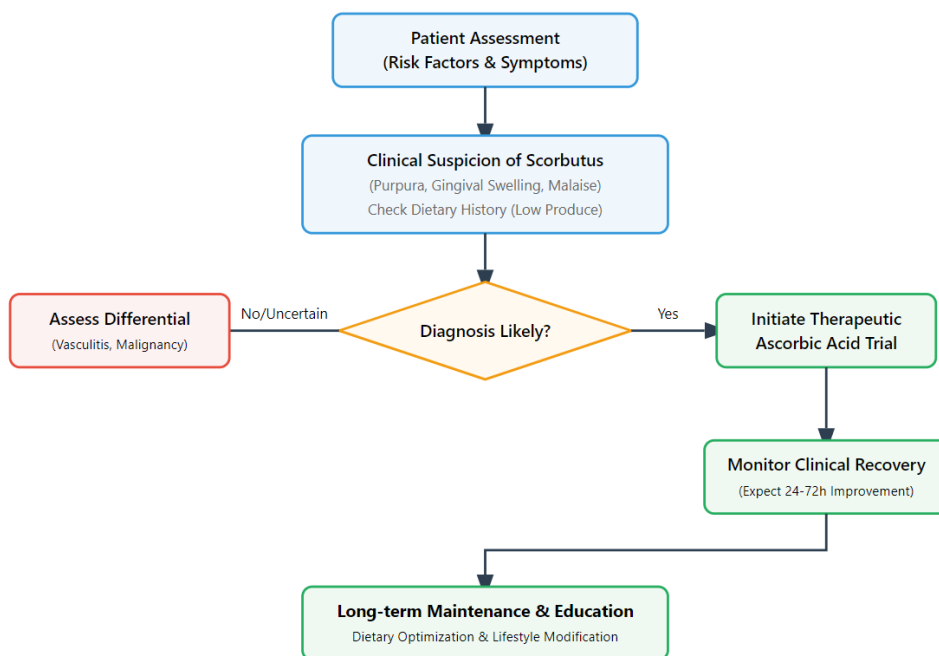 Patient Assessment
(Risk Factors & Symptoms)
Clinical Suspicion of Scorbutus
(Purpura, Gingival Swelling, Malaise)
Check Dietary History (Low Produce)
Assess Differential
(Vasculitis, Malignancy)
No/Uncertain
Diagnosis Likely?
Yes
Initiate Therapeutic
Ascorbic Acid Trial
Monitor Clinical Recovery
(Expect 24-72h Improvement)
Long-term Maintenance & Education
Dietary Optimization & Lifestyle Modification